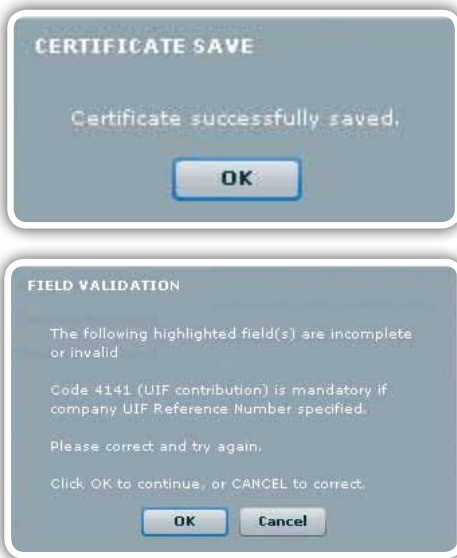 CERTIFICATE SAVE
Certificate successfully saved.
OK
FIELD VALIDATION
The following highlighted field(s) are incomplete
or invalid
Code 4141 (UIF contribution) is mandatory if
company UIF Reference Number specified.
Please correct and try again.
Click OK to continue, or CANCEL to correct.
OK Cancel